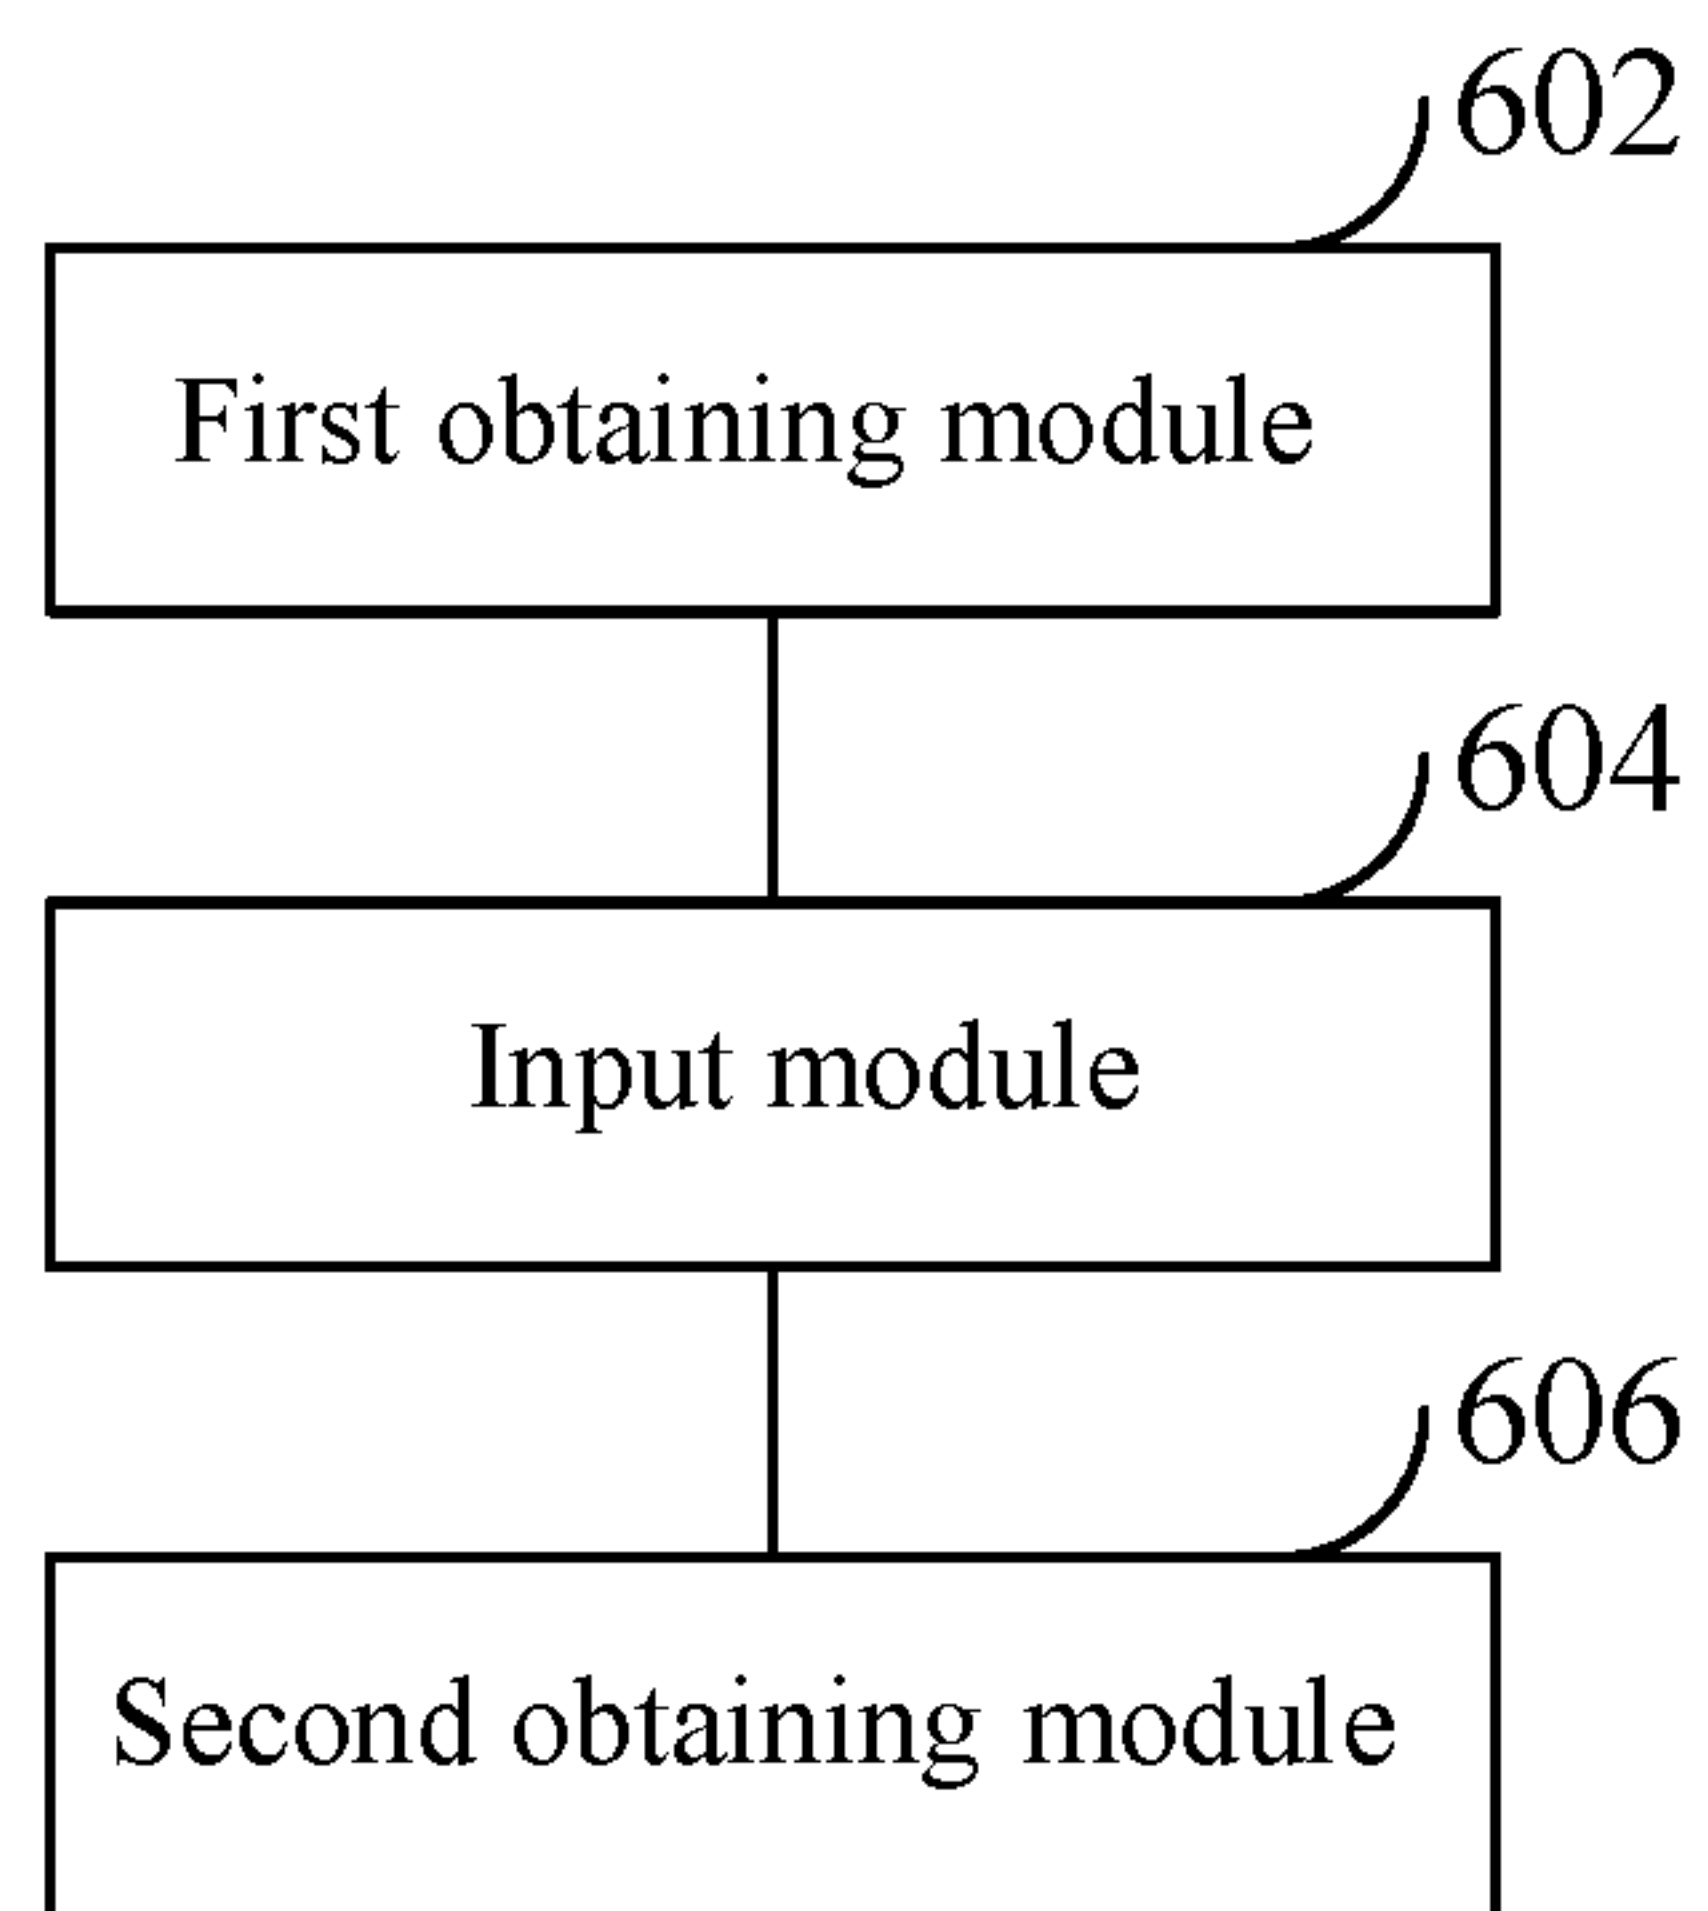 602
First obtaining module
604
Input module
606
Second obtaining module